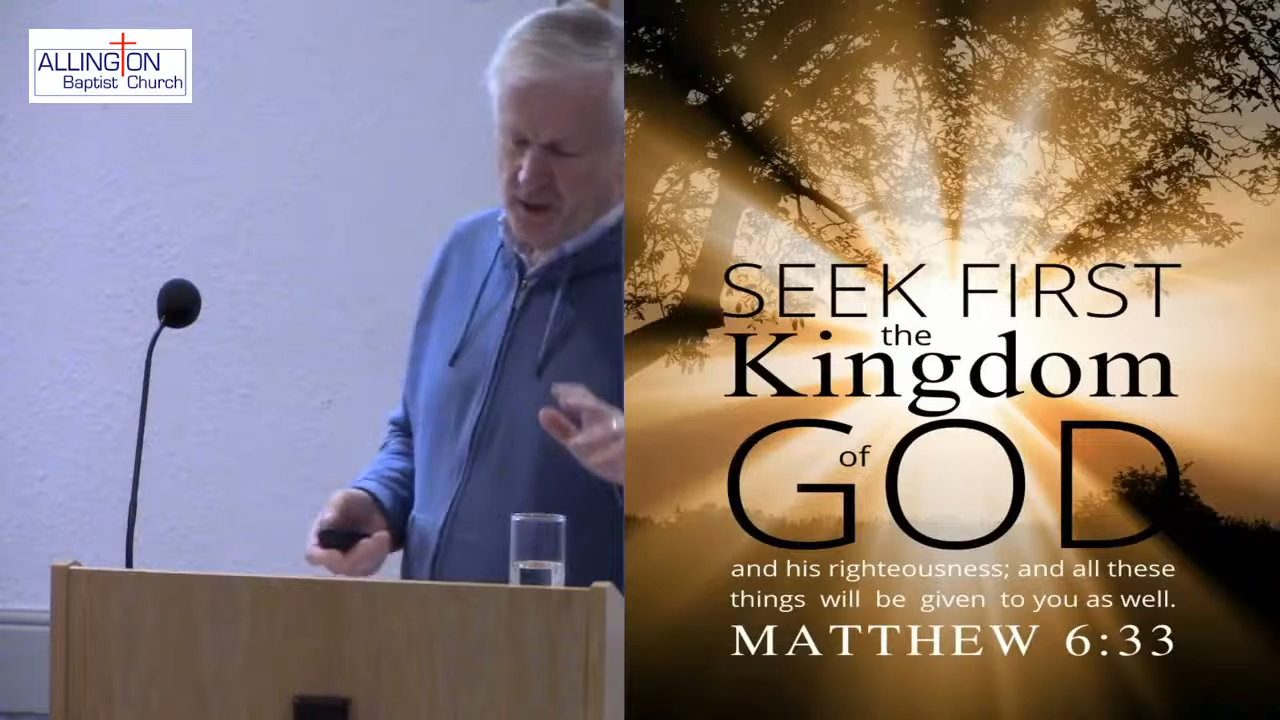 ALLINGTON
Baptist Church
SEEK FIRST
the
Kingdom
of
GOD
and his righteousness; and all these
things will be given to you as well.
MATTHEW 6:33